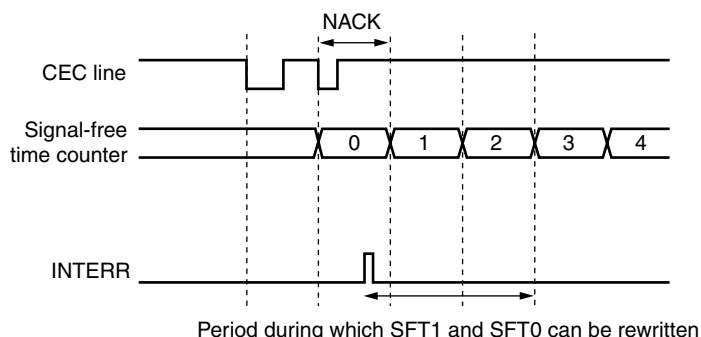 NACK
CEC line
Signal-free
time counter
0 1 2 3 4
INTERR
Period during which SFT1 and SFT0 can be rewritten